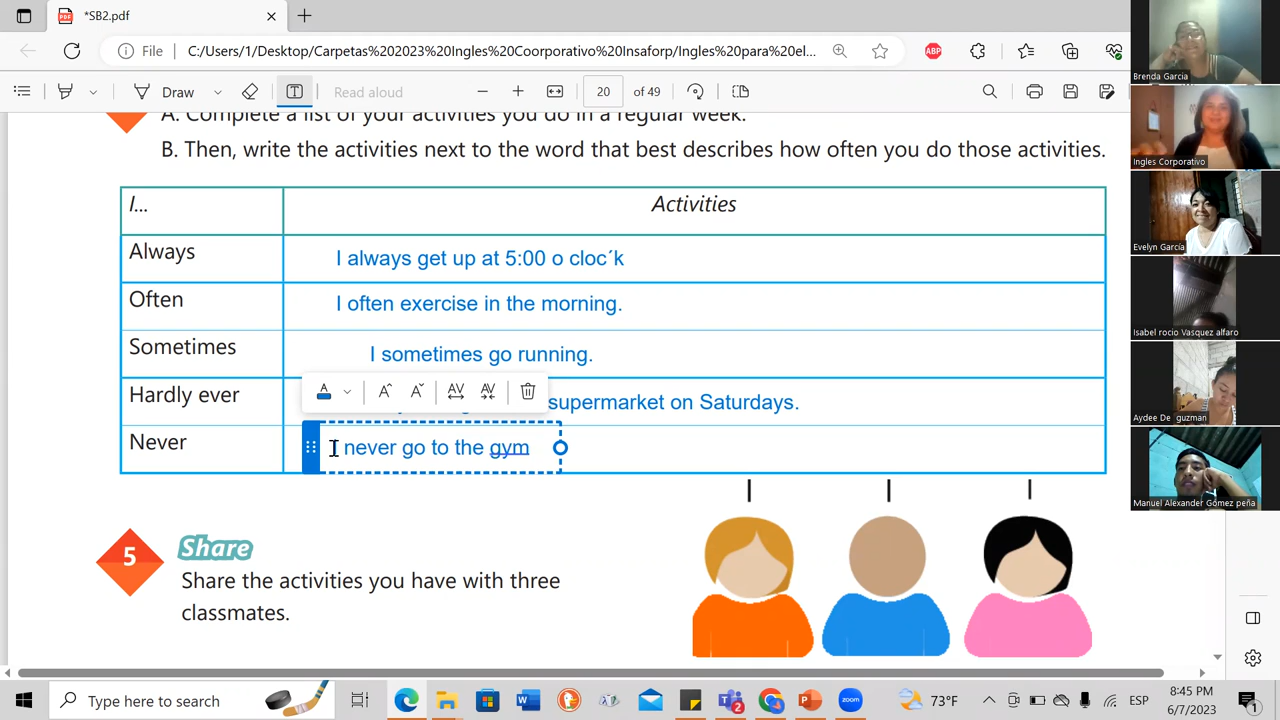 *SB2.pdf
File
C:/Users/1/Desktop/Carpetas%202023%20Ingles%20Coorporativo%20Insaforp/Ingles%20para%20el...
ABP
Draw
Read aloud
20
of 49
A. Complete a list of your activities you do in a regular week.
B. Then, write the activities next to the word that best describes how often you do those activities.
I...
Activities
Always
I always get up at 5:00 o cloc´k
Often
I often exercise in the morning.
Sometimes
I sometimes go running.
Hardly ever
supermarket on Saturdays.
Never
I never go to the gym
5
Share
Share the activities you have with three
classmates.
Brenda Garcia
Ingles Corporativo
Evelyn García
Isabel rocio Vasquez alfaro
Aydee De guzman
Manuel Alexander Gómez peña
Type here to search
73°F
ESP
8:45 PM
6/7/2023